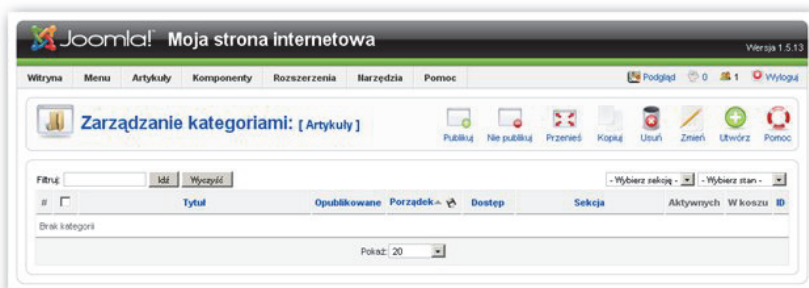 Joomla! Moja strona internetowa
Wersja 1.5.13
Witryna Menu Artykuły Komponenty Rozszerzenia Narzędzia Pomoc Podgląd 0 1 Wyloguj
Zarządzanie kategoriami: [ Artykuły ]
Publikuj Nie publikuj Przenieś Kopiuj Usuń Zmień Utwórz Pomoc
Filtruj: Idź Wyczyść - Wybierz sekcję - - Wybierz stan -
# Tytuł Opublikowane Porządek Dostęp Sekcja Aktywnych W koszu ID
Brak kategorii
Pokaż: 20